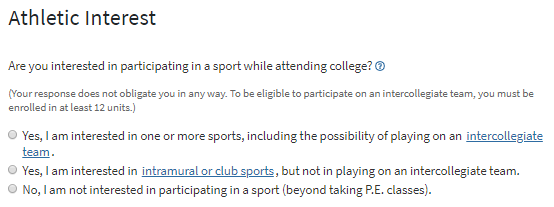 Athletic Interest
Are you interested in participating in a sport while attending college?
(Your response does not obligate you in any way. To be eligible to participate on an intercollegiate team, you must be
enrolled in at least 12 units.)
Yes, I am interested in one or more sports, including the possibility of playing on an intercollegiate
team.
Yes, I am interested in intramural or club sports, but not in playing on an intercollegiate team.
No, I am not interested in participating in a sport (beyond taking P.E. classes).